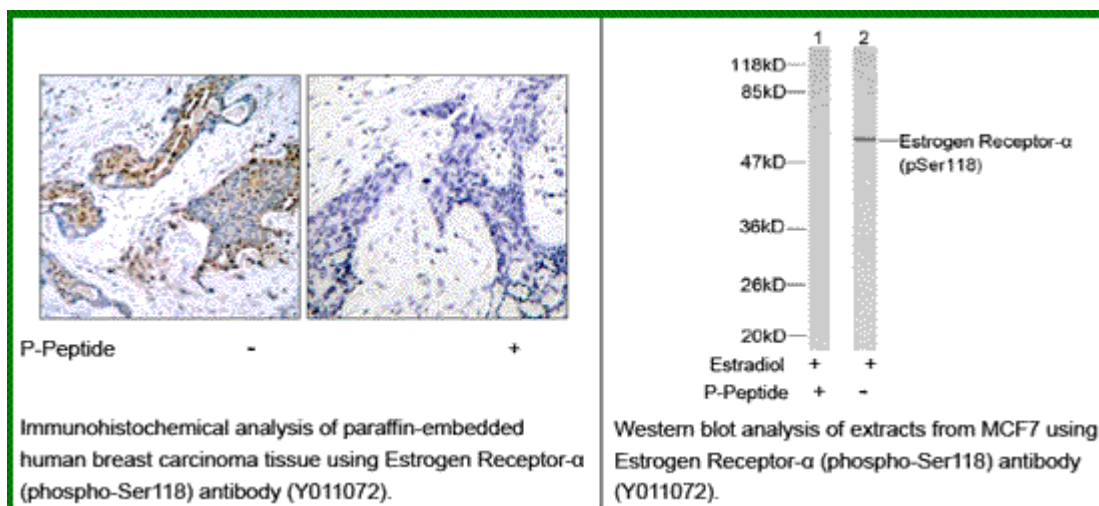 P-Peptide - +
Immunohistochemical analysis of paraffin-embedded
human breast carcinoma tissue using Estrogen Receptor-α
(phospho-Ser118) antibody (Y011072).
1 2
118kD
85kD
Estrogen Receptor-α
(pSer118)
47kD
36kD
26kD
20kD
Estradiol + +
P-Peptide + -
Western blot analysis of extracts from MCF7 using
Estrogen Receptor-α (phospho-Ser118) antibody
(Y011072).